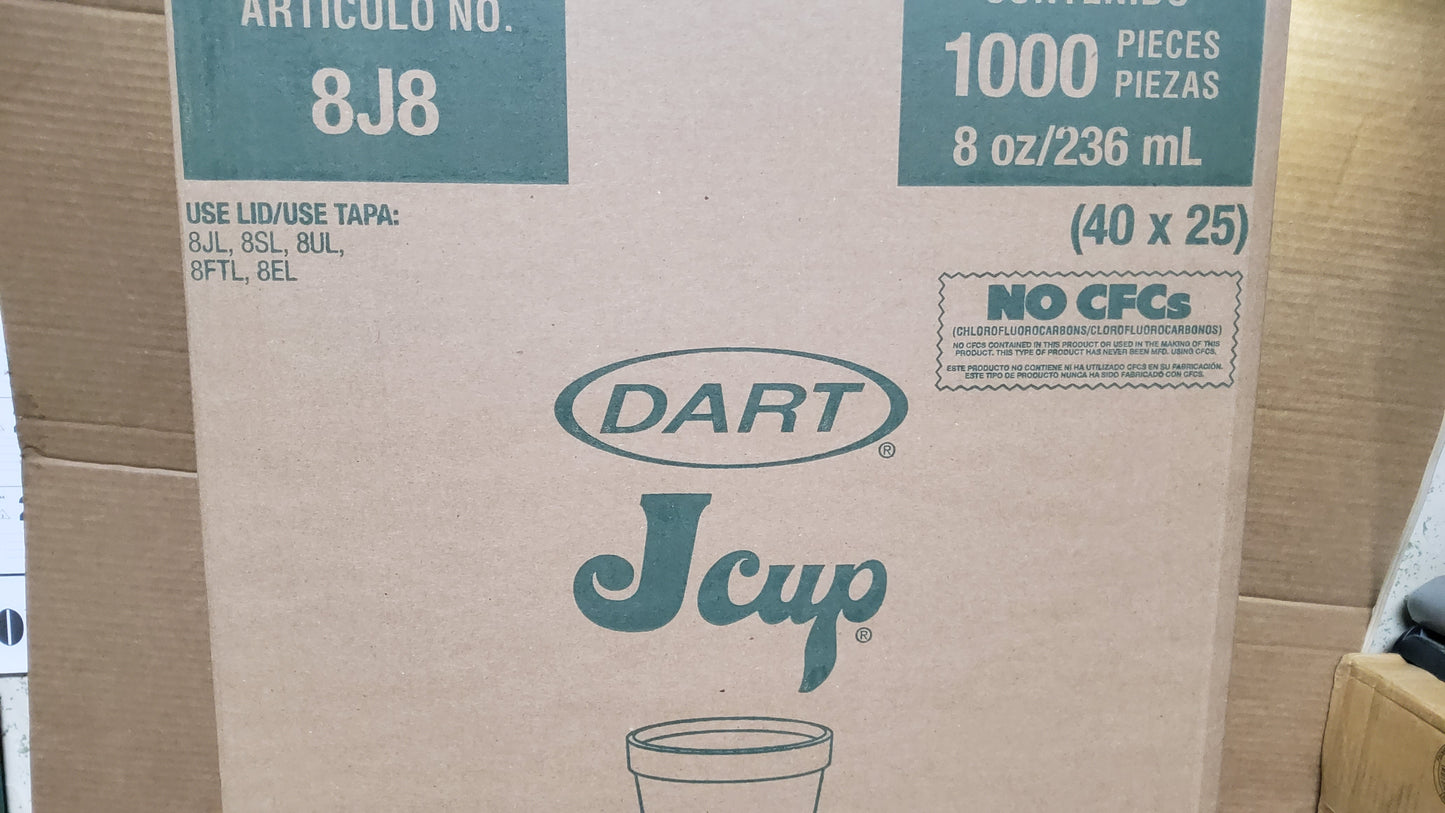 ARTÍCULO NO.
8J8
CONTENIDO
1000 PIECES
PIEZAS
8 oz/236 mL
USE LID/USE TAPA:
8JL, 8SL, 8UL,
8FTL, 8EL
(40 x 25)
NO CFCs
(CHLOROFLUOROCARBONS/CLOROFLUOROCARBONOS)
NO CFCS CONTAINED IN THIS PRODUCT OR USED IN THE MAKING OF THIS
PRODUCT. THIS TYPE OF PRODUCT HAS NEVER BEEN MFD. USING CFCS.
ESTE PRODUCTO NO CONTIENE NI HA UTILIZADO CFCS EN SU FABRICACIÓN.
ESTE TIPO DE PRODUCTO NUNCA HA SIDO FABRICADO CON CFCS.
DART®
J cup®